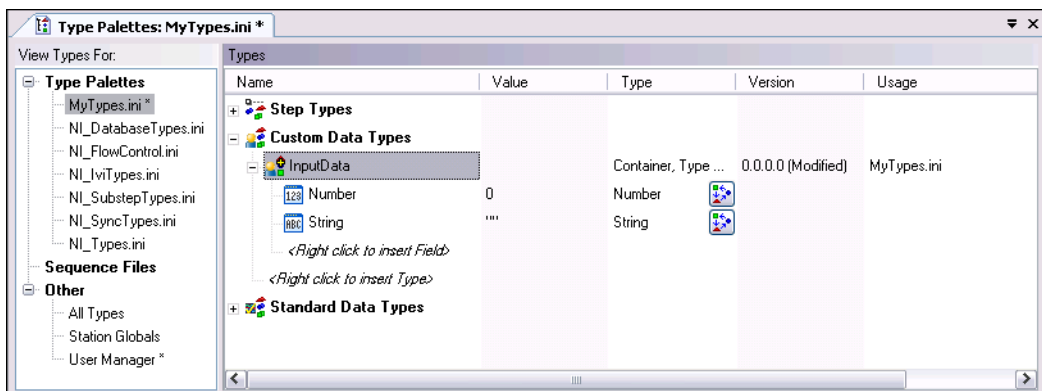 Type Palettes: MyTypes.ini *
View Types For:
Types
Type Palettes
MyTypes.ini *
NI_DatabaseTypes.ini
NI_FlowControl.ini
NI_IviTypes.ini
NI_SubstepTypes.ini
NI_SyncTypes.ini
NI_Types.ini
Sequence Files
Other
All Types
Station Globals
User Manager *
Name Value Type Version Usage
Step Types
Custom Data Types
InputData Container, Type ... 0.0.0.0 (Modified) MyTypes.ini
123 Number 0 Number
ABC String "" String
<Right click to insert Field>
<Right click to insert Type>
Standard Data Types